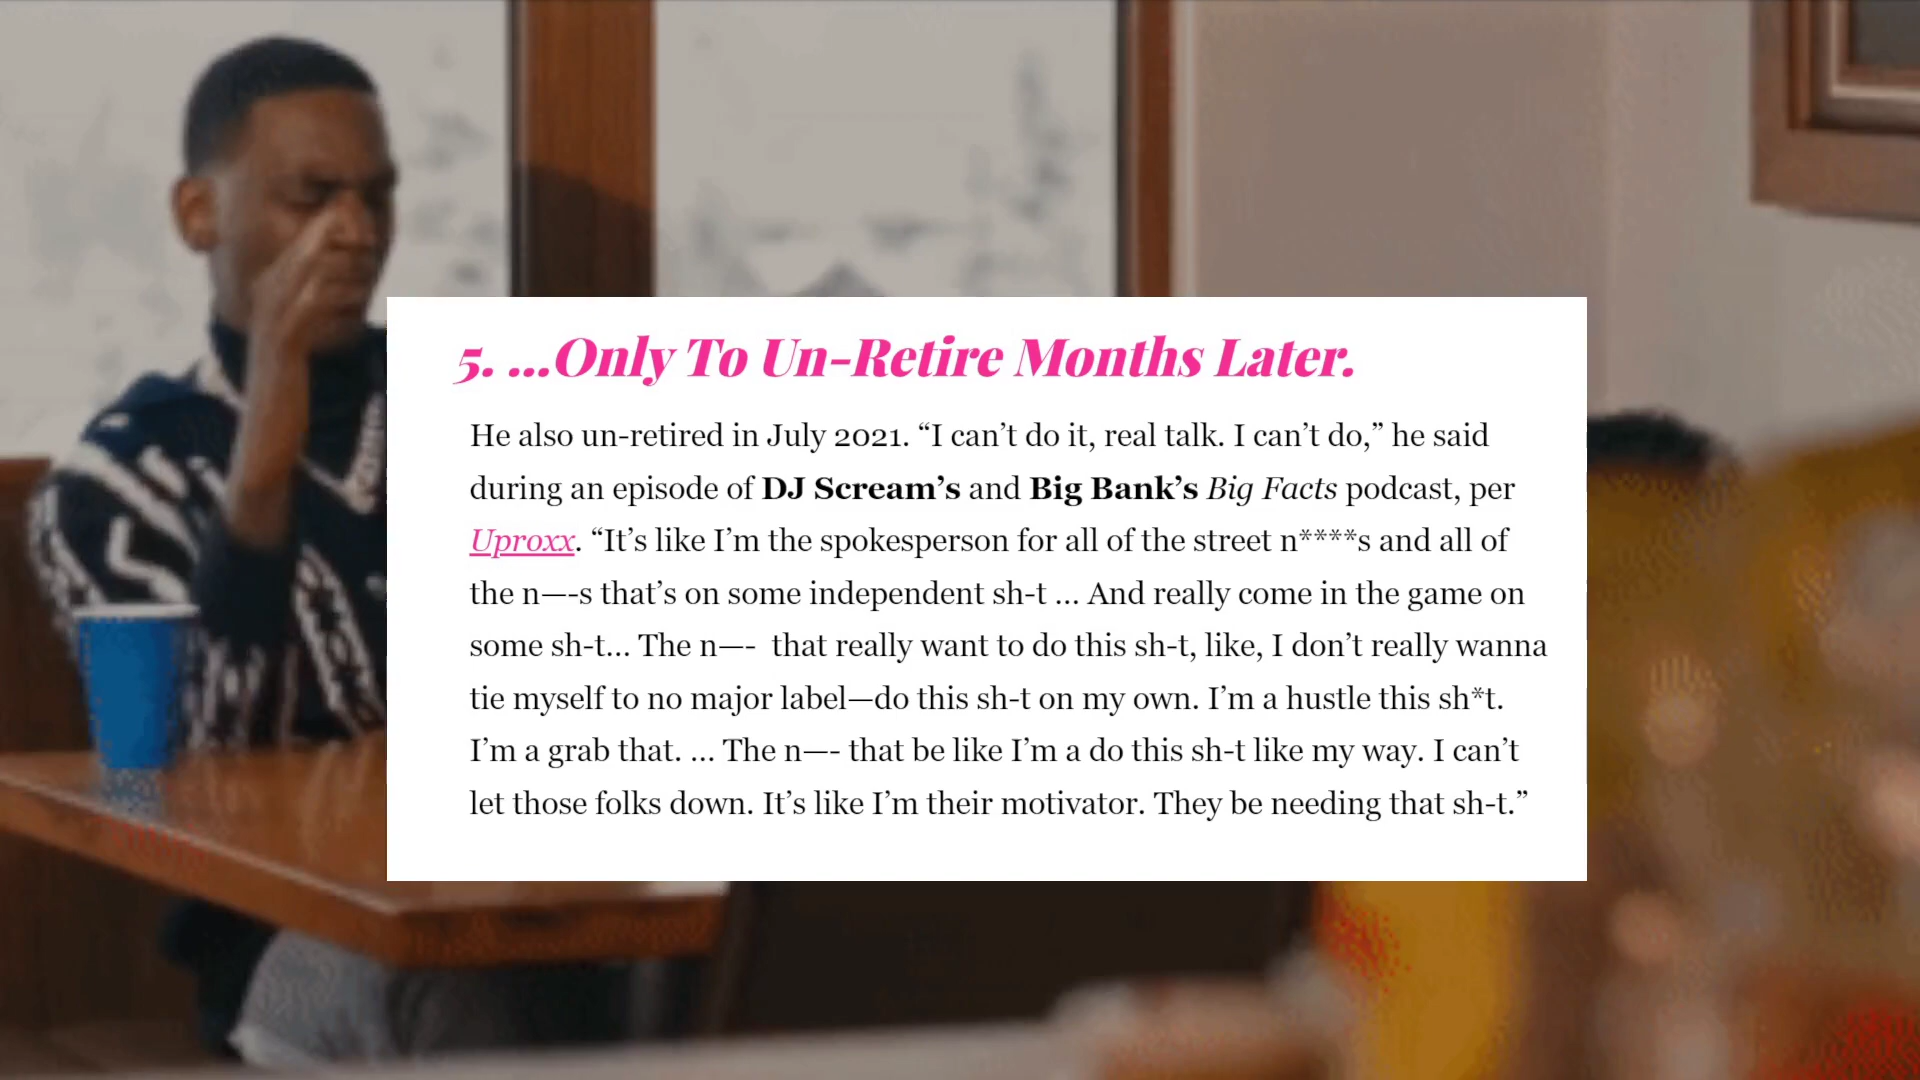 5. ...Only To Un-Retire Months Later.
He also un-retired in July 2021. “I can’t do it, real talk. I can’t do,” he said
during an episode of DJ Scream’s and Big Bank’s Big Facts podcast, per
Uproxx. “It’s like I’m the spokesperson for all of the street n****s and all of
the n—-s that’s on some independent sh-t ... And really come in the game on
some sh-t... The n—-  that really want to do this sh-t, like, I don’t really wanna
tie myself to no major label—do this sh-t on my own. I’m a hustle this sh*t.
I’m a grab that. ... The n—- that be like I’m a do this sh-t like my way. I can’t
let those folks down. It’s like I’m their motivator. They be needing that sh-t.”